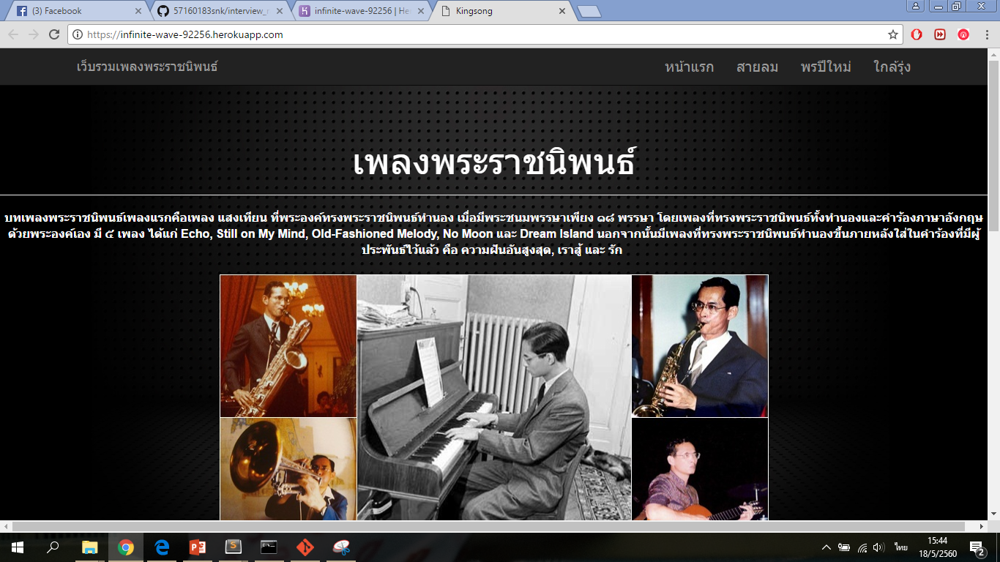 (3) Facebook
57160183snk/interview_r
infinite-wave-92256 | He
Kingsong
https://infinite-wave-92256.herokuapp.com
เว็บรวมเพลงพระราชนิพนธ์
หน้าแรก สายลม พรปีใหม่ ใกล้รุ่ง
เพลงพระราชนิพนธ์
บทเพลงพระราชนิพนธ์เพลงแรกคือเพลง แสงเทียน ที่พระองค์ทรงพระราชนิพนธ์ทำนอง เมื่อมีพระชนมพรรษาเพียง ๑๘ พรรษา โดยเพลงที่ทรงพระราชนิพนธ์ทั้งทำนองและคำร้องภาษาอังกฤษ
ด้วยพระองค์เอง มี ๕ เพลง ได้แก่ Echo, Still on My Mind, Old-Fashioned Melody, No Moon และ Dream Island นอกจากนั้นมีเพลงที่ทรงพระราชนิพนธ์ทำนองขึ้นภายหลังใส่ในคำร้องที่มีผู้
ประพันธ์ไว้แล้ว คือ ความฝันอันสูงสุด, เราสู้ และ รัก
ไทย
15:44
18/5/2560
2